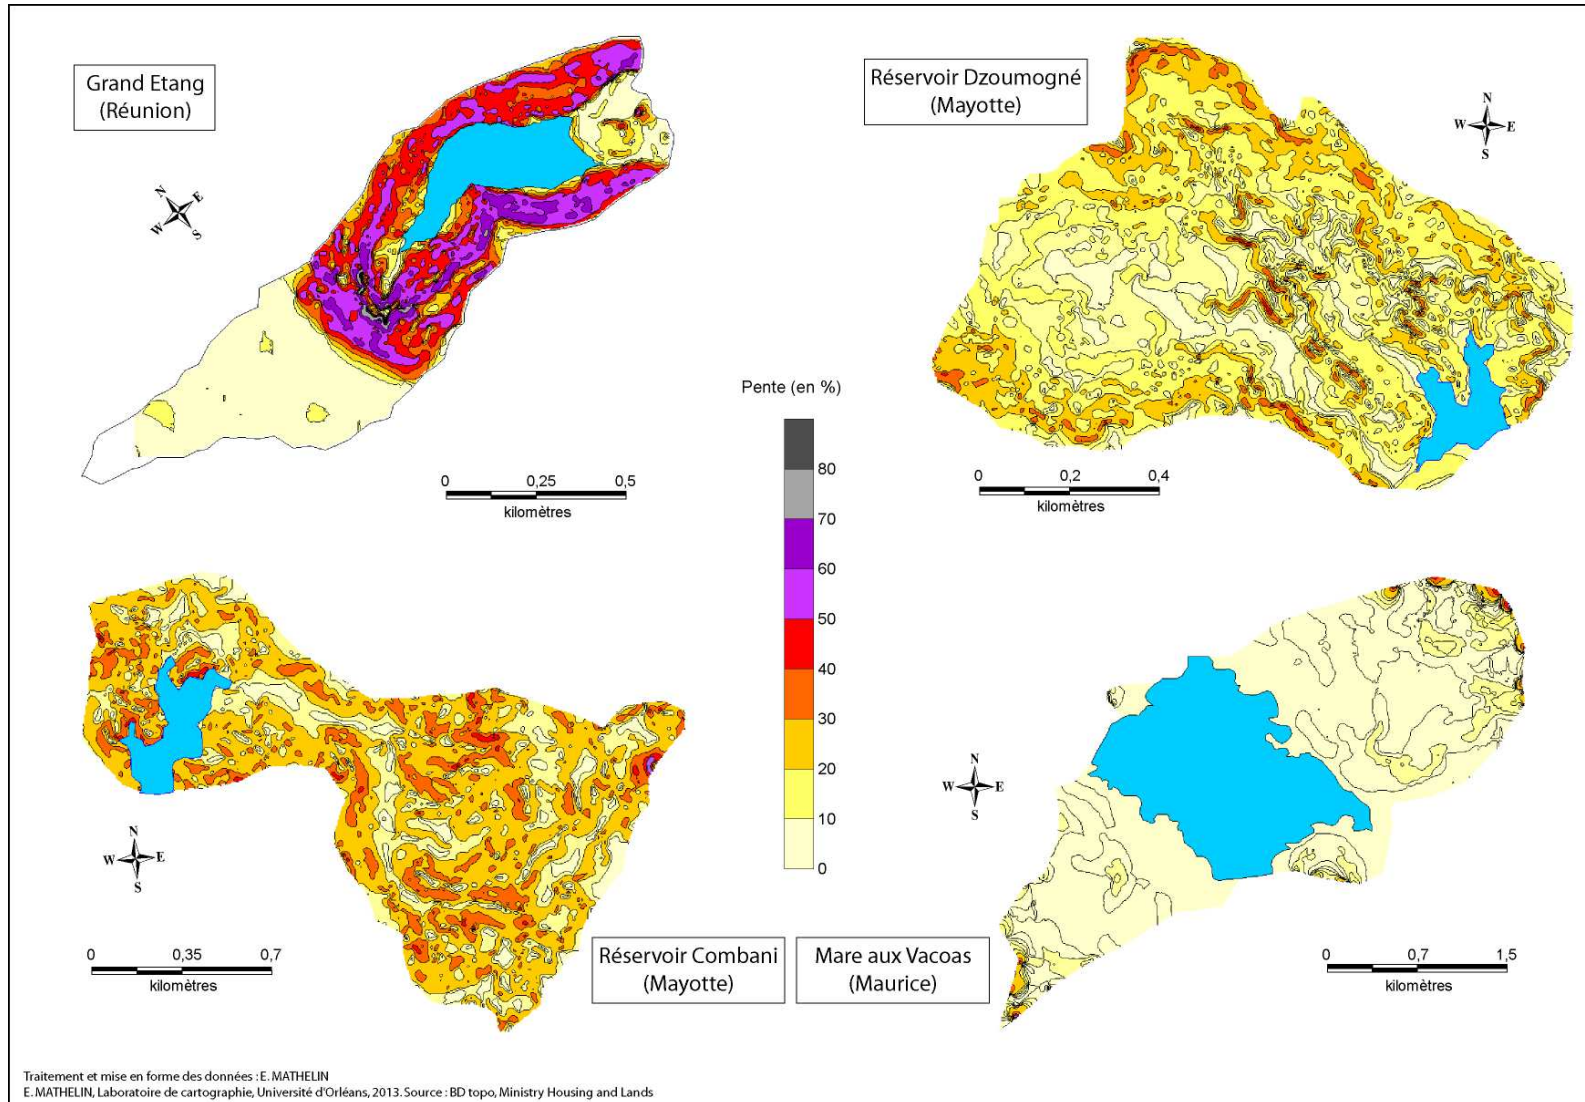 Grand Etang
(Réunion)
Réservoir Dzoumogné
(Mayotte)
N
W E
S
N
E
W
S
0 0,25 0,5
kilomètres
0 0,2 0,4
kilomètres
Pente (en %)
80
70
60
50
40
30
20
10
0
N
W E
S
N
W E
S
0 0,35 0,7
kilomètres
Réservoir Combani
(Mayotte)
Mare aux Vacoas
(Maurice)
0 0,7 1,5
kilomètres
Traitement et mise en forme des données : E. MATHELIN
E. MATHELIN, Laboratoire de cartographie, Université d'Orléans, 2013. Source : BD topo, Ministry Housing and Lands